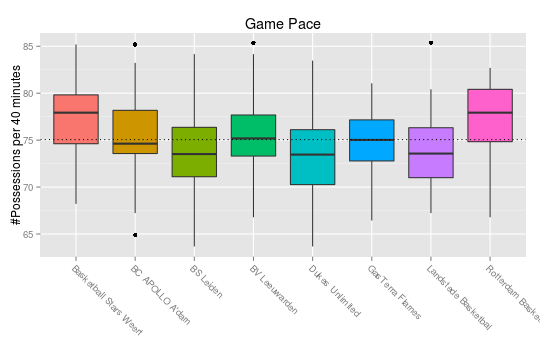 Game Pace
#Possessions per 40 minutes
85
80
75
70
65
Basketball Stars Weert
BC APOLLO A'dam
BS Leiden
BV Leeuwarden
Dukes Unlimited
GasTerra Flames
Landstede Basketbal
Rotterdam Basket